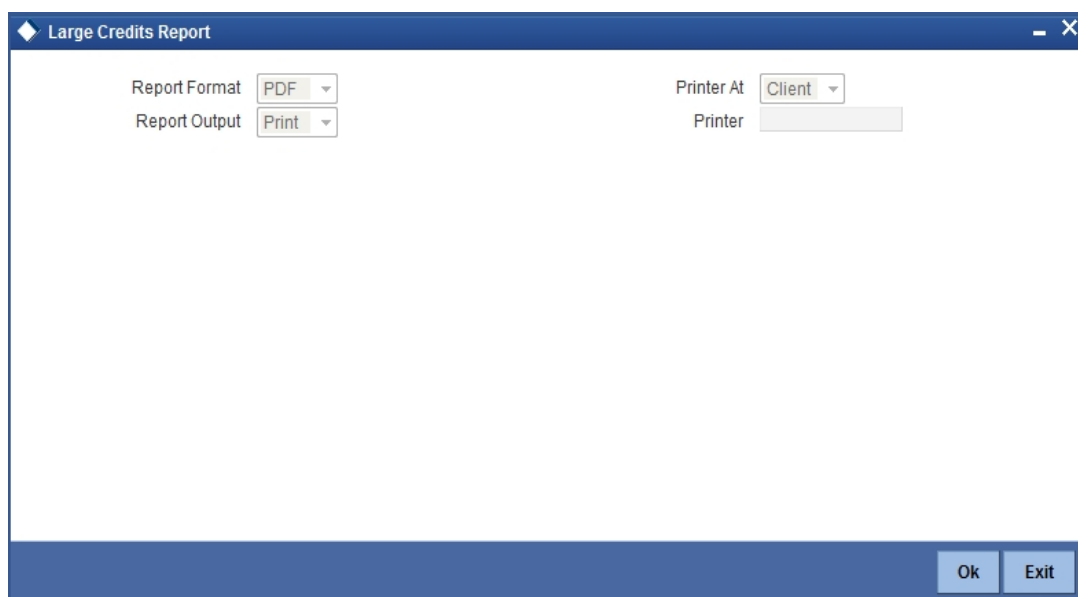 Large Credits Report
Report Format PDF Printer At Client
Report Output Print Printer
Ok Exit